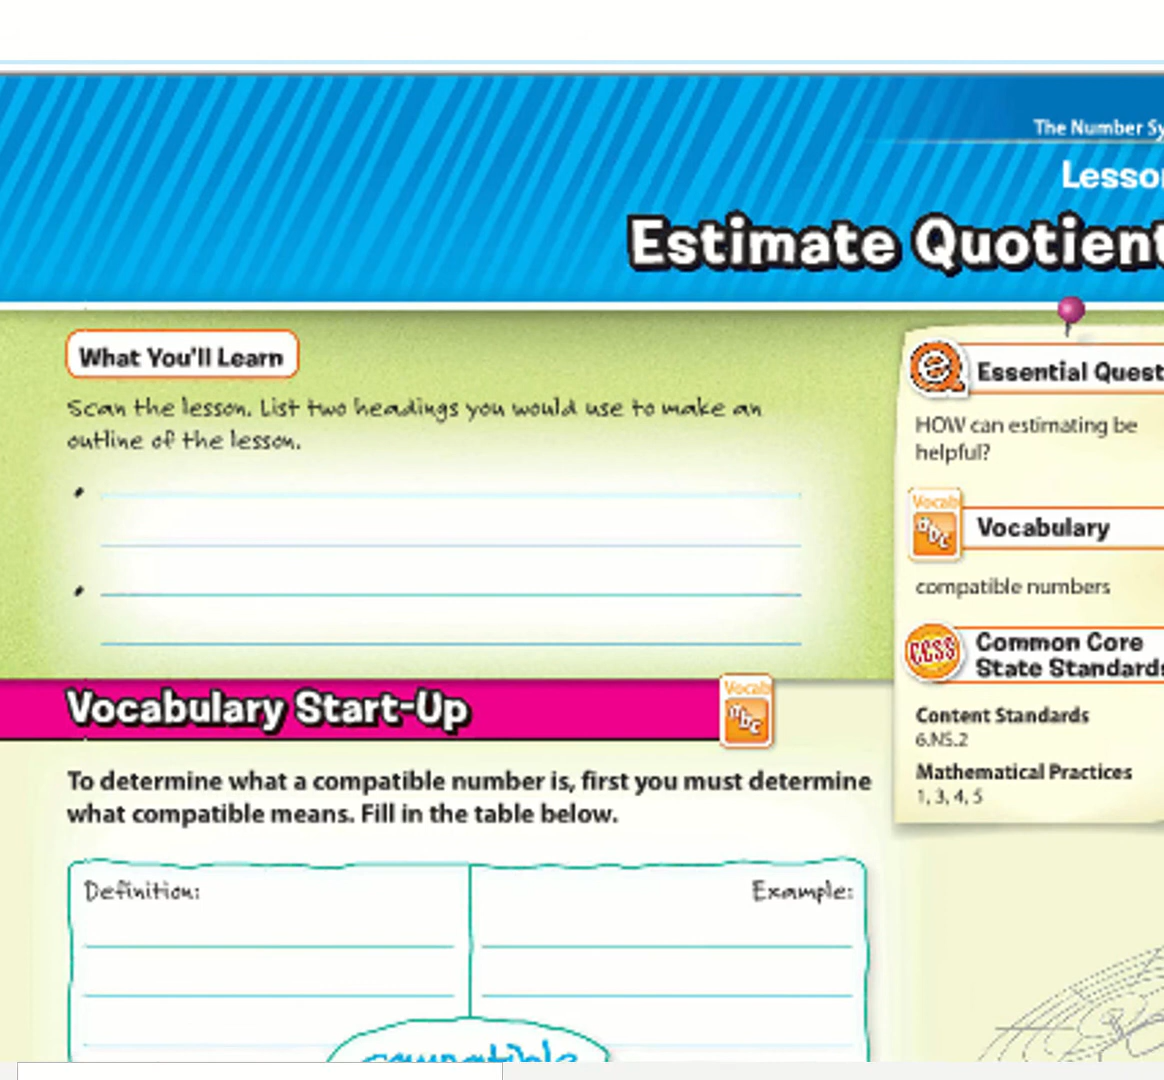 The Number Sy
Lesson
Estimate Quotient
What You'll Learn
Scan the lesson. List two headings you would use to make an
outline of the lesson.
Essential Quest
HOW can estimating be
helpful?
Vocab
abc
Vocabulary
compatible numbers
CCSS
Common Core
State Standards
Content Standards
6.NS.2
Mathematical Practices
1, 3, 4, 5
Vocabulary Start-Up
Vocab
abc
To determine what a compatible number is, first you must determine
what compatible means. Fill in the table below.
Definition:
Example:
compatible